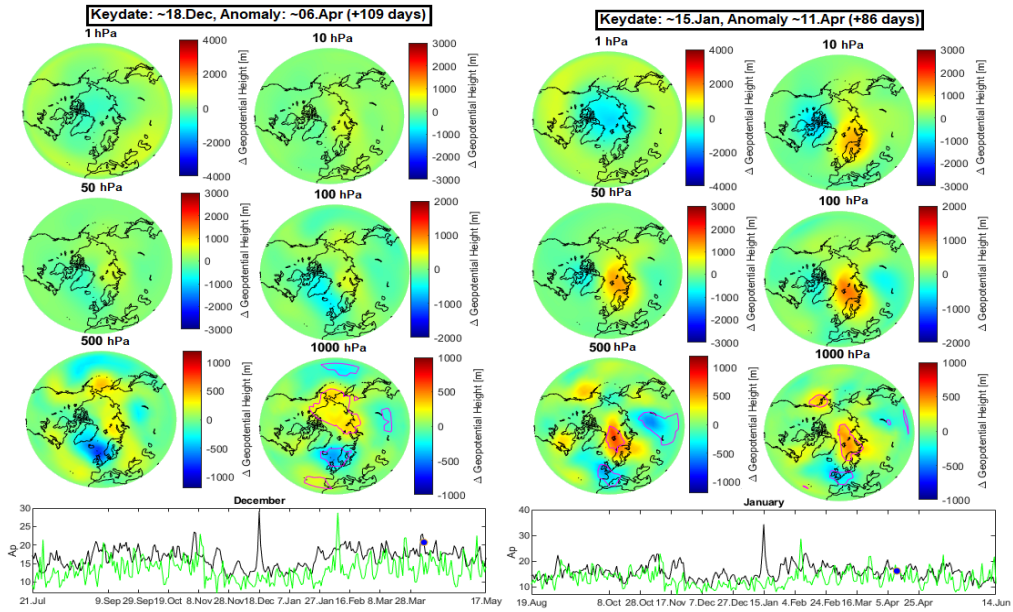 Keydate: ~18.Dec, Anomaly: ~06.Apr (+109 days)
1 hPa
10 hPa
4000
3000
2000
1000
0
-1000
-2000
-3000
-4000
Δ Geopotential Height [m]
3000
2000
1000
0
-1000
-2000
-3000
Δ Geopotential Height [m]
50 hPa
100 hPa
3000
2000
1000
0
-1000
-2000
-3000
Δ Geopotential Height [m]
2000
1000
0
-1000
-2000
Δ Geopotential Height [m]
500 hPa
1000 hPa
1000
500
0
-500
-1000
Δ Geopotential Height [m]
1000
500
0
-500
-1000
Δ Geopotential Height [m]
December
Ap
30
25
20
15
10
21.Jul
9.Sep
29.Sep
19.Oct
8.Nov
28.Nov
18.Dec
7.Jan
27.Jan
16.Feb
8.Mar
28.Mar
17.May
Keydate: ~15.Jan, Anomaly ~11.Apr (+86 days)
1 hPa
10 hPa
4000
2000
0
-2000
-4000
Δ Geopotential Height [m]
3000
2000
1000
0
-1000
-2000
-3000
Δ Geopotential Height [m]
50 hPa
100 hPa
3000
2000
1000
0
-1000
-2000
-3000
Δ Geopotential Height [m]
2000
1000
0
-1000
-2000
Δ Geopotential Height [m]
500 hPa
1000 hPa
1000
500
0
-500
-1000
Δ Geopotential Height [m]
1000
500
0
-500
-1000
Δ Geopotential Height [m]
January
Ap
40
30
20
10
19.Aug
8.Oct
28.Oct
17.Nov
7.Dec
27.Dec
15.Jan
4.Feb
24.Feb
16.Mar
5.Apr
25.Apr
14.Jun